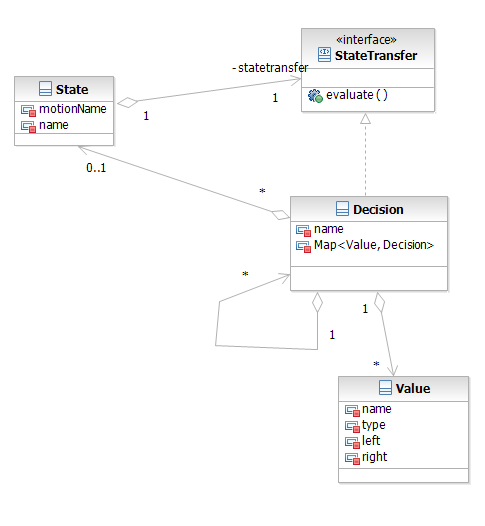 «interface»
StateTransfer
-statetransfer
evaluate ( )
1
1
State
motionName
name
0..1
*
Decision
name
Map<Value, Decision>
*
1
1
*
Value
name
type
left
right